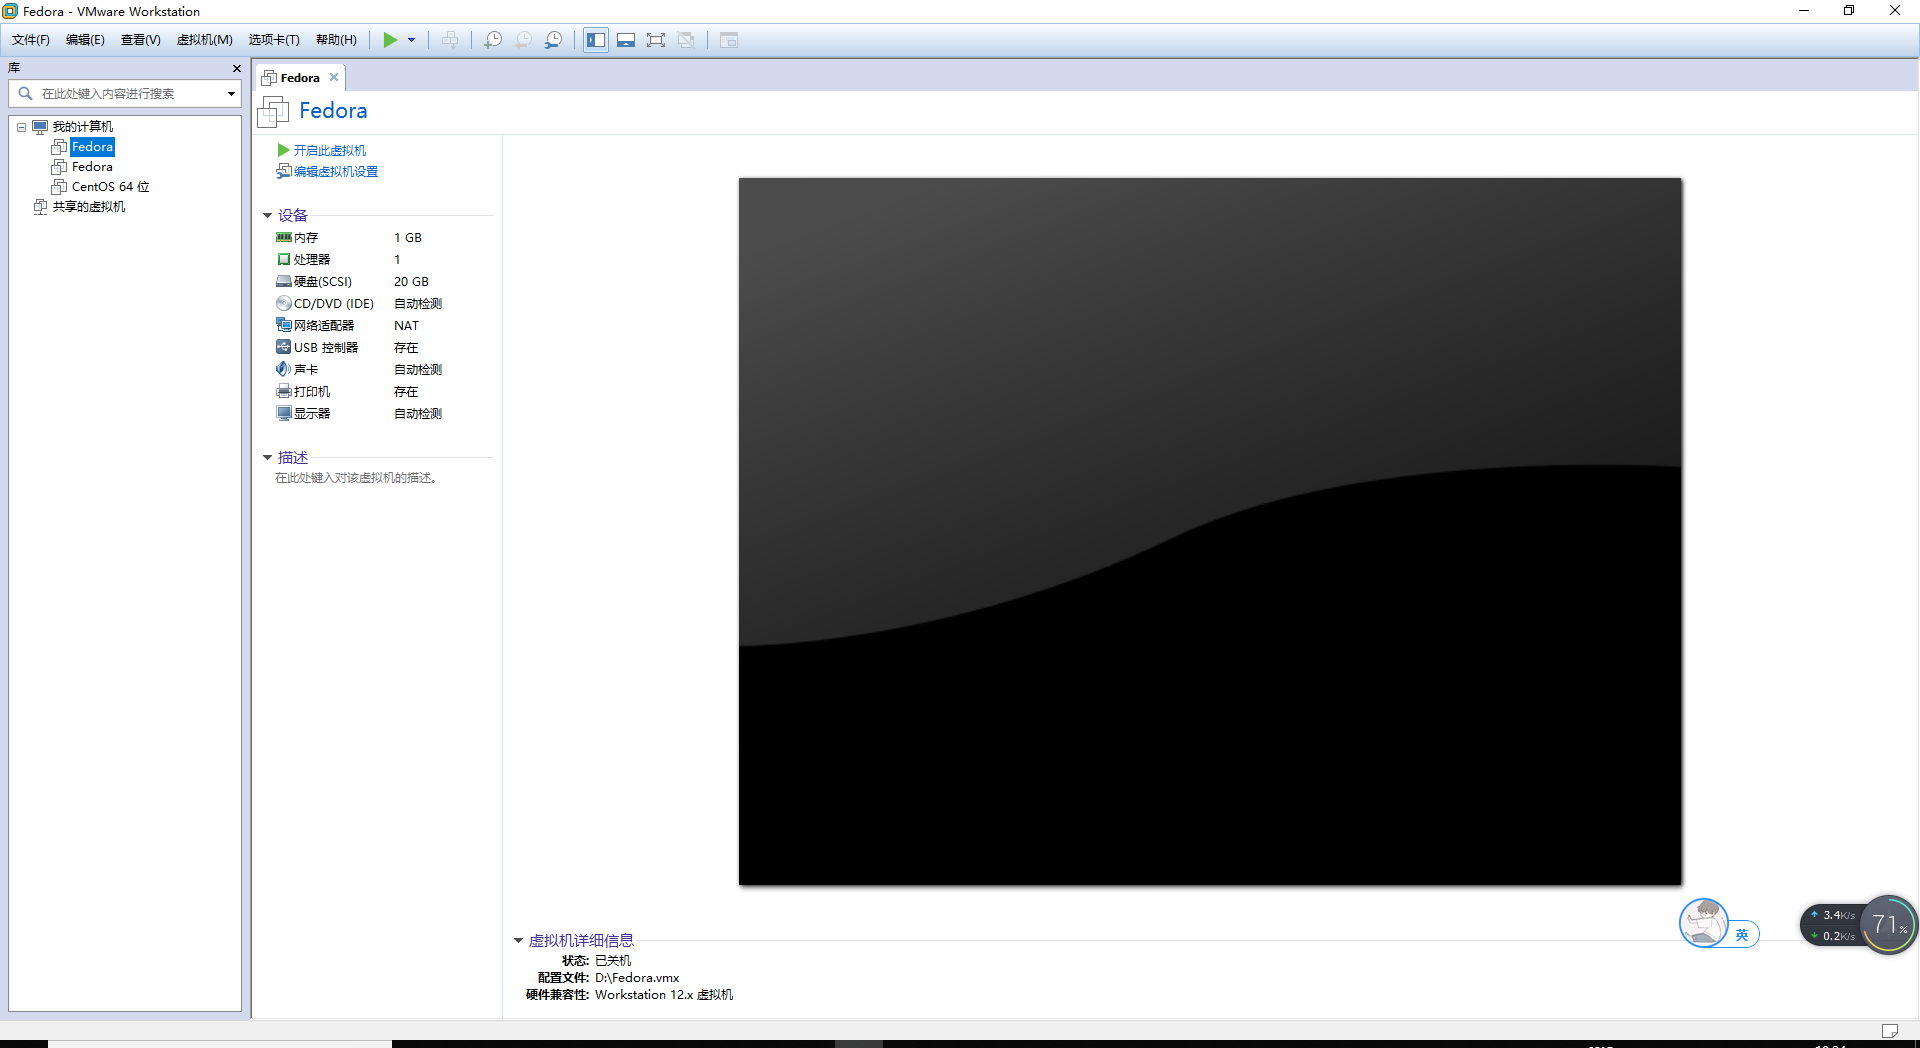 Fedora - VMware Workstation
文件(F) 编辑(E) 查看(V) 虚拟机(M) 选项卡(T) 帮助(H)
库
在此处键入内容进行搜索
我的计算机
Fedora
Fedora
CentOS 64 位
共享的虚拟机
Fedora
Fedora
开启此虚拟机
编辑虚拟机设置
设备
内存 1 GB
处理器 1
硬盘(SCSI) 20 GB
CD/DVD (IDE) 自动检测
网络适配器 NAT
USB 控制器 存在
声卡 自动检测
打印机 存在
显示器 自动检测
描述
在此处键入对该虚拟机的描述。
虚拟机详细信息
状态: 已关机
配置文件: D:\Fedora.vmx
硬件兼容性: Workstation 12.x 虚拟机
英
3.4K/s
0.2K/s
71%